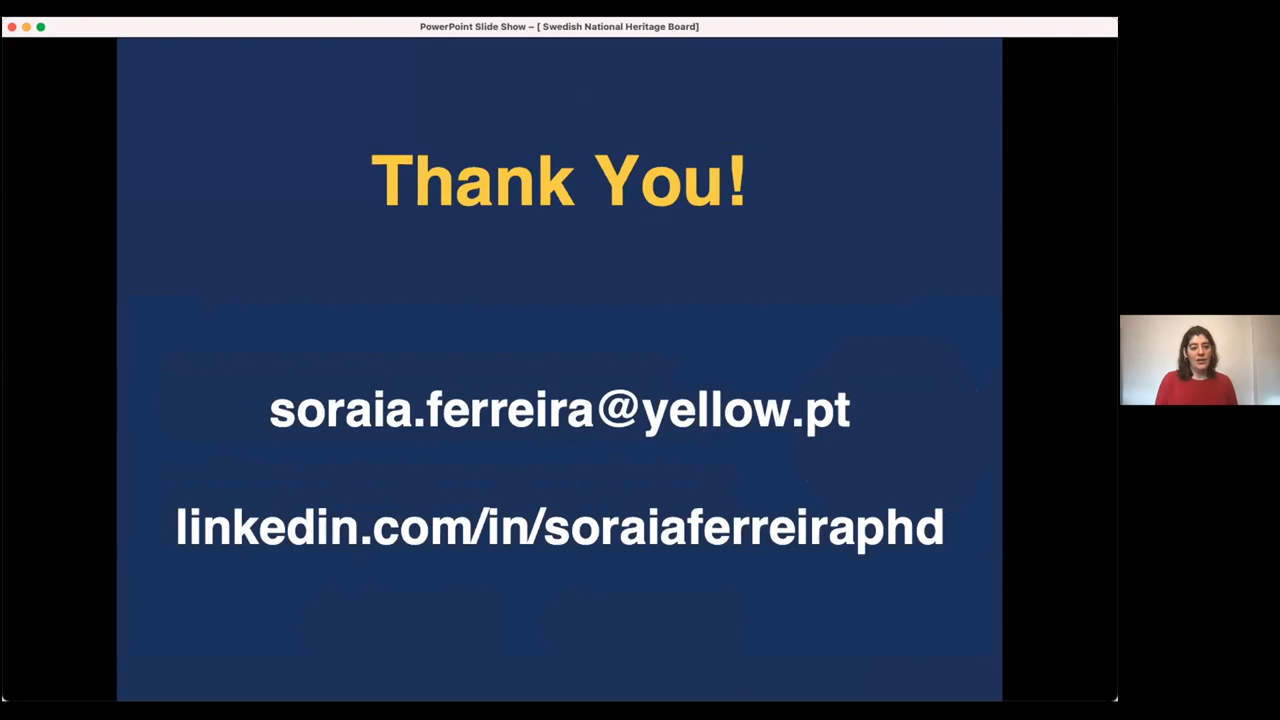 PowerPoint Slide Show – [ Swedish National Heritage Board]
Thank You!
soraia.ferreira@yellow.pt
linkedin.com/in/soraiaferreiraphd